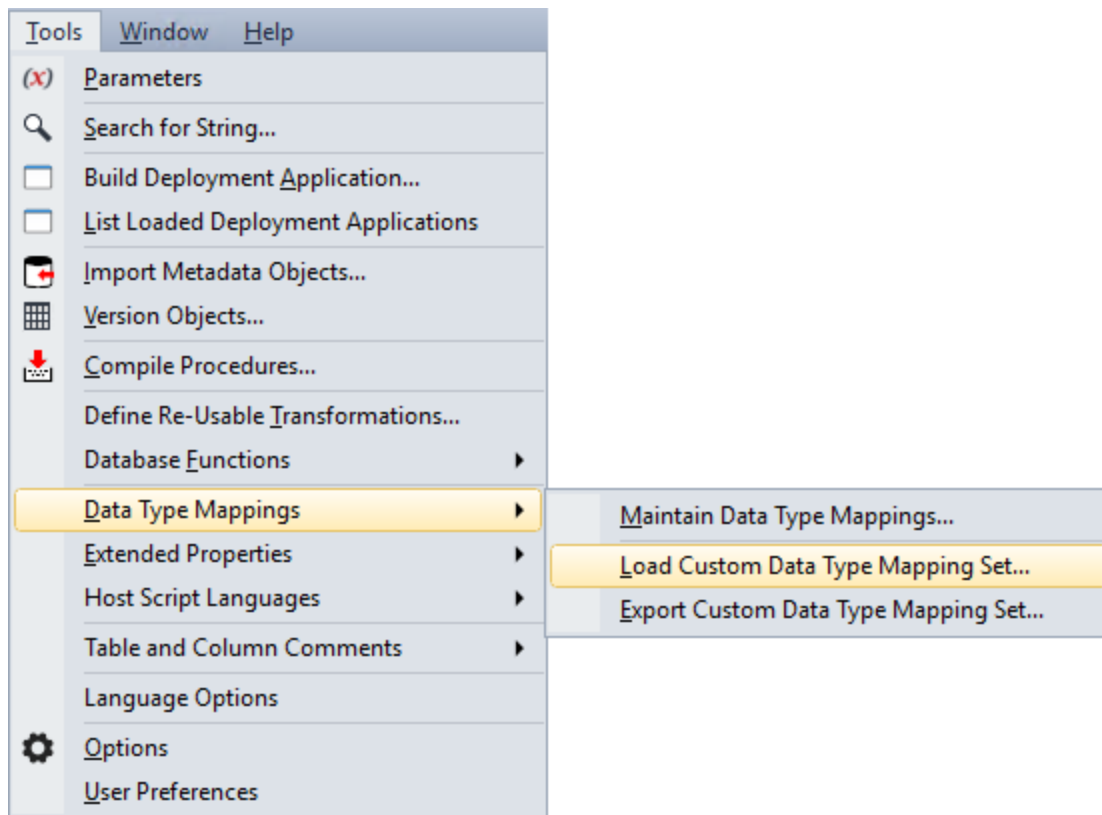 Tools Window Help
(x) Parameters
Search for String...
Build Deployment Application...
List Loaded Deployment Applications
Import Metadata Objects...
Version Objects...
Compile Procedures...
Define Re-Usable Transformations...
Database Functions
Data Type Mappings
Maintain Data Type Mappings...
Extended Properties
Load Custom Data Type Mapping Set...
Host Script Languages
Export Custom Data Type Mapping Set...
Table and Column Comments
Language Options
Options
User Preferences